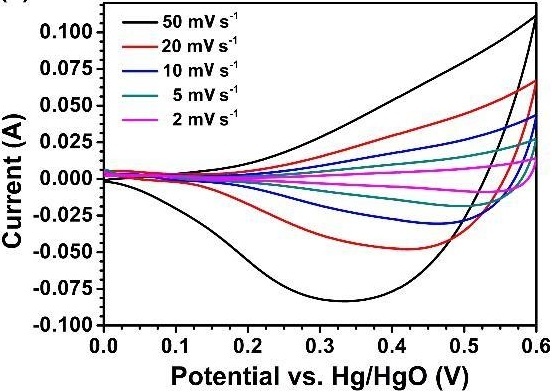 50 mV s⁻¹
20 mV s⁻¹
10 mV s⁻¹
5 mV s⁻¹
2 mV s⁻¹
0.100
0.075
0.050
0.025
0.000
-0.025
-0.050
-0.075
-0.100
Current (A)
0.0 0.1 0.2 0.3 0.4 0.5 0.6
Potential vs. Hg/HgO (V)